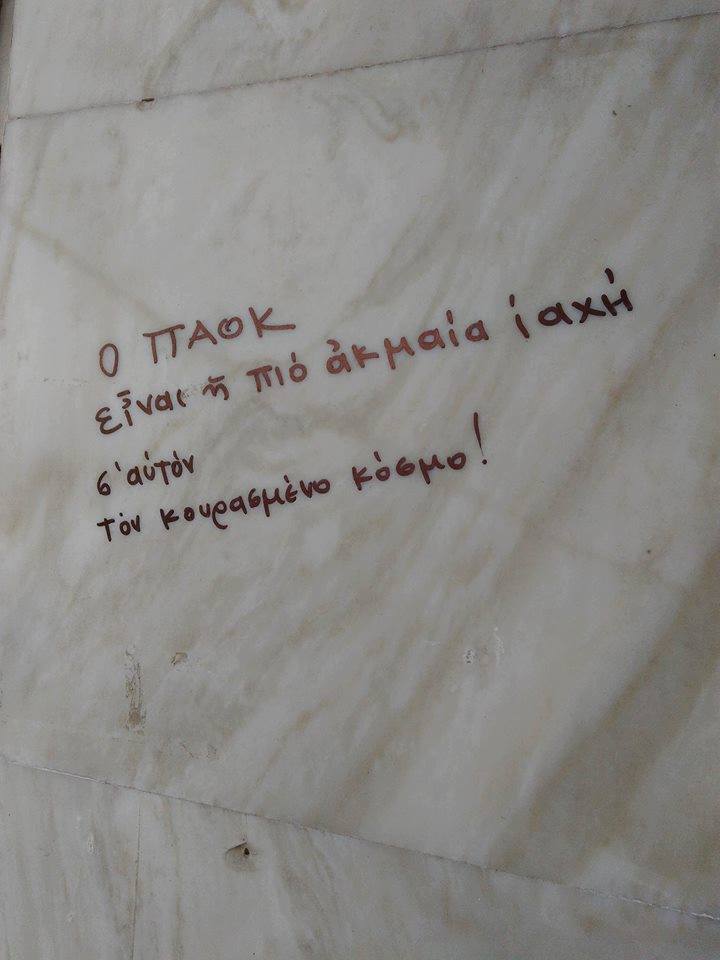 Ο ΠΑΟΚ
εἶναι ἡ πιό ἀκμαία ἰαχή
σ'αὐτόν
τόν κουρασμένο κόσμο!